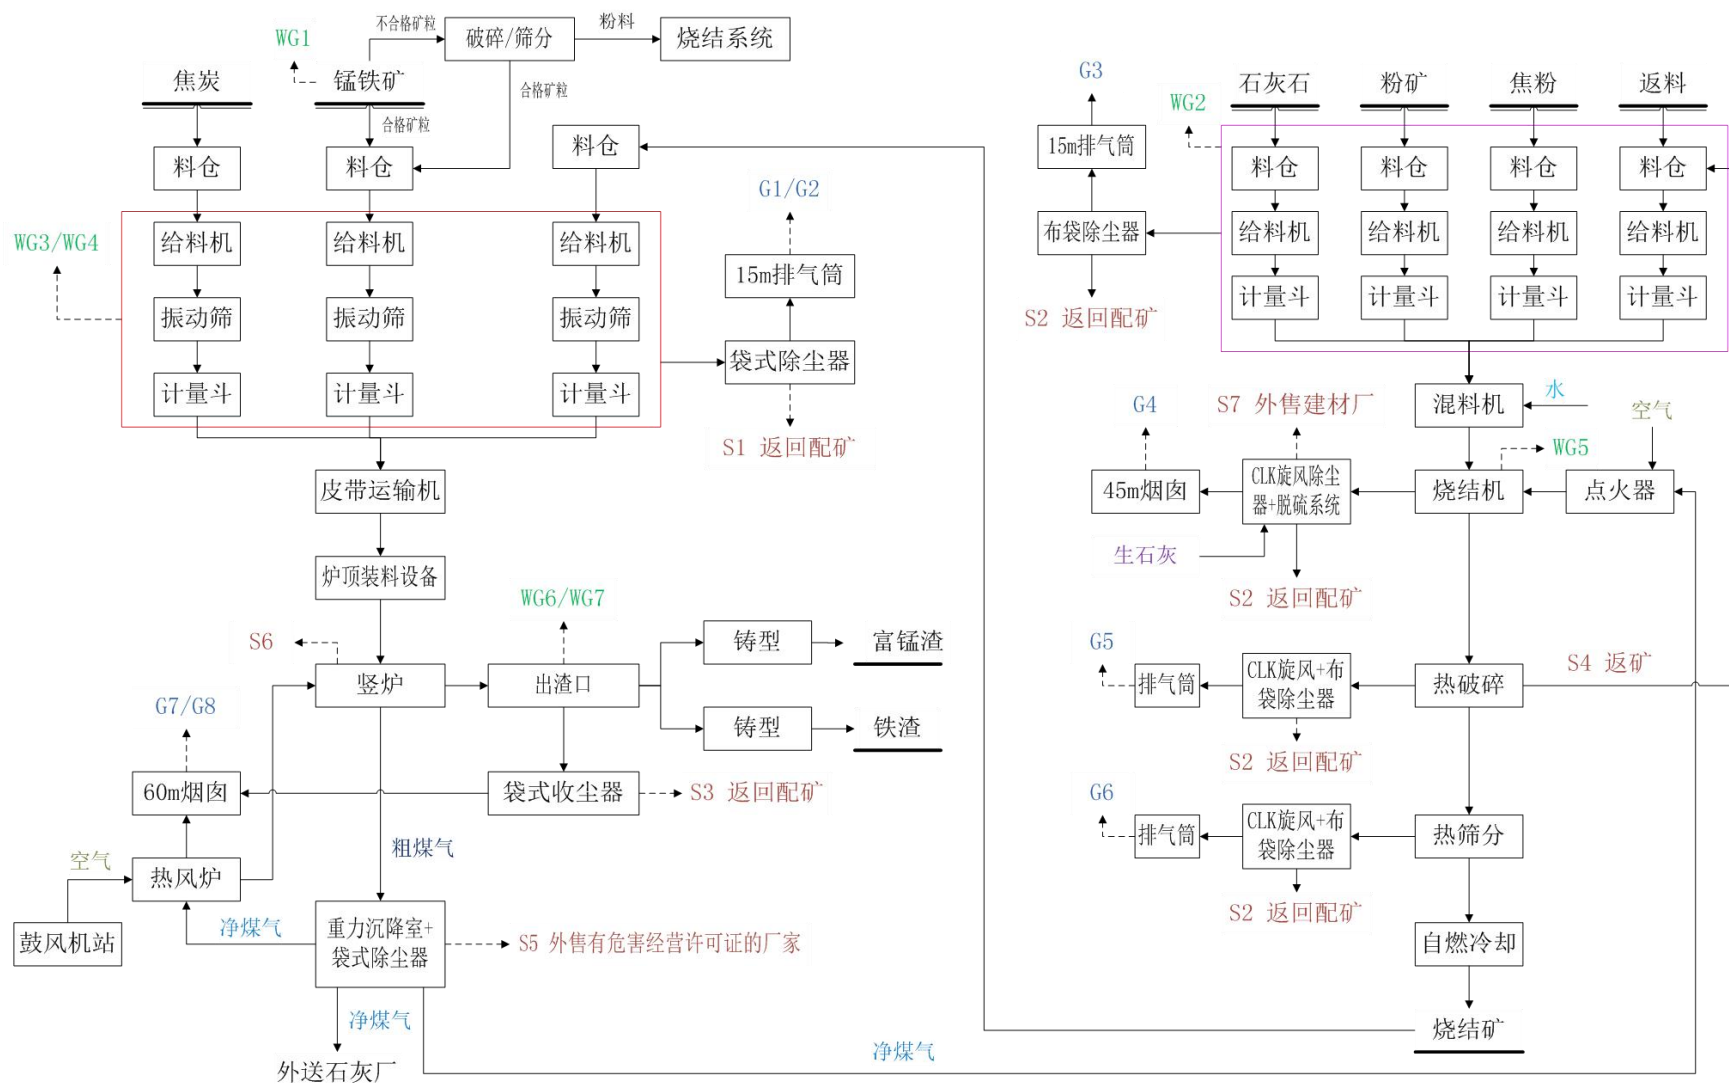 不合格矿粒
破碎/筛分
粉料
烧结系统
WG1
焦炭
锰铁矿
合格矿粒
合格矿粒
料仓
料仓
料仓
G1/G2
WG3/WG4
给料机
给料机
给料机
15m排气筒
振动筛
振动筛
振动筛
袋式除尘器
计量斗
计量斗
计量斗
S1 返回配矿
皮带运输机
炉顶装料设备
WG6/WG7
S6
竖炉
出渣口
铸型
富锰渣
铸型
铁渣
G7/G8
60m烟囱
袋式收尘器
S3 返回配矿
粗煤气
空气
热风炉
鼓风机站
净煤气
重力沉降室+
袋式除尘器
S5 外售有危害经营许可证的厂家
净煤气
外送石灰厂
净煤气
G3
WG2
石灰石
粉矿
焦粉
返料
15m排气筒
料仓
料仓
料仓
料仓
布袋除尘器
给料机
给料机
给料机
给料机
计量斗
计量斗
计量斗
计量斗
S2 返回配矿
混料机
水
空气
G4
S7 外售建材厂
WG5
45m烟囱
CLK旋风除尘
器+脱硫系统
烧结机
点火器
生石灰
S2 返回配矿
G5
排气筒
CLK旋风+布
袋除尘器
热破碎
S4 返矿
S2 返回配矿
G6
排气筒
CLK旋风+布
袋除尘器
热筛分
S2 返回配矿
自燃冷却
烧结矿